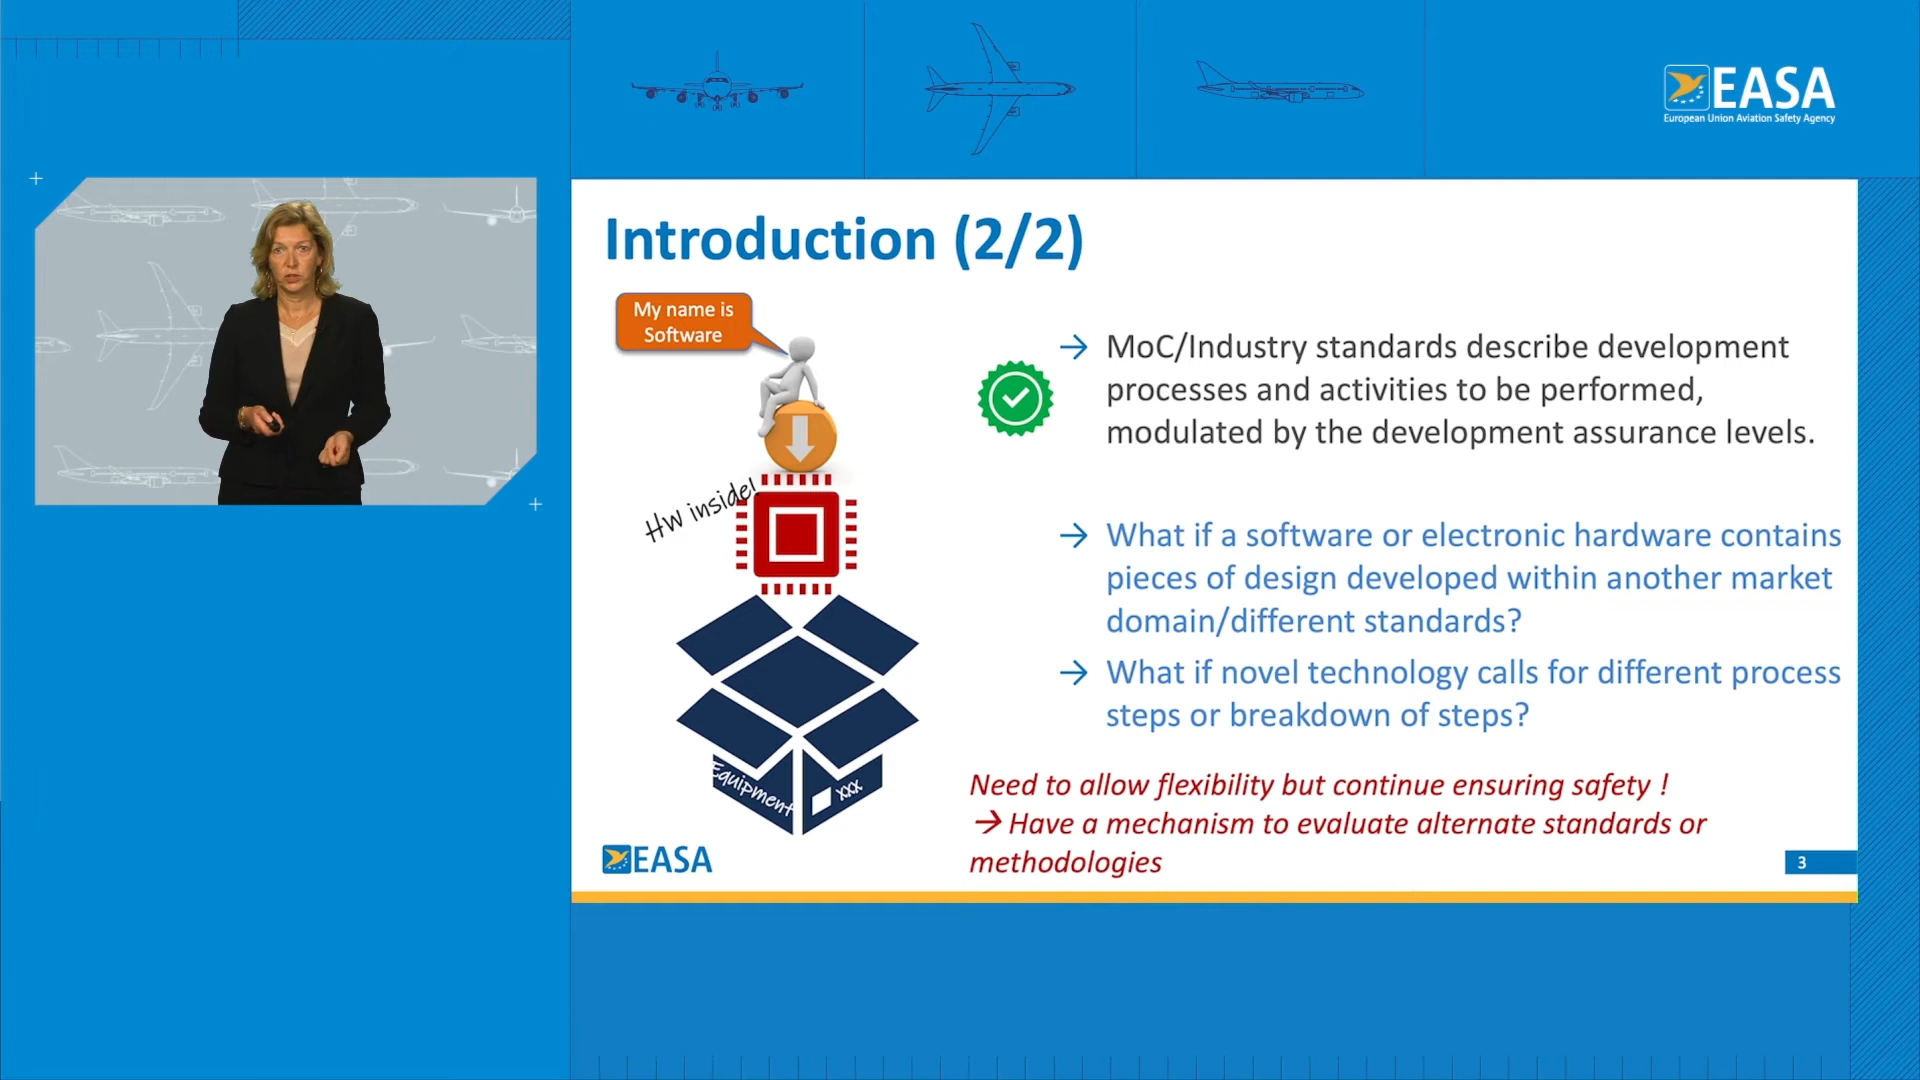 EASA
European Union Aviation Safety Agency
Introduction (2/2)
My name is
Software
HW inside!
Equipment
xxx
MoC/Industry standards describe development
processes and activities to be performed,
modulated by the development assurance levels.
What if a software or electronic hardware contains
pieces of design developed within another market
domain/different standards?
What if novel technology calls for different process
steps or breakdown of steps?
Need to allow flexibility but continue ensuring safety !
→ Have a mechanism to evaluate alternate standards or
methodologies
EASA
3